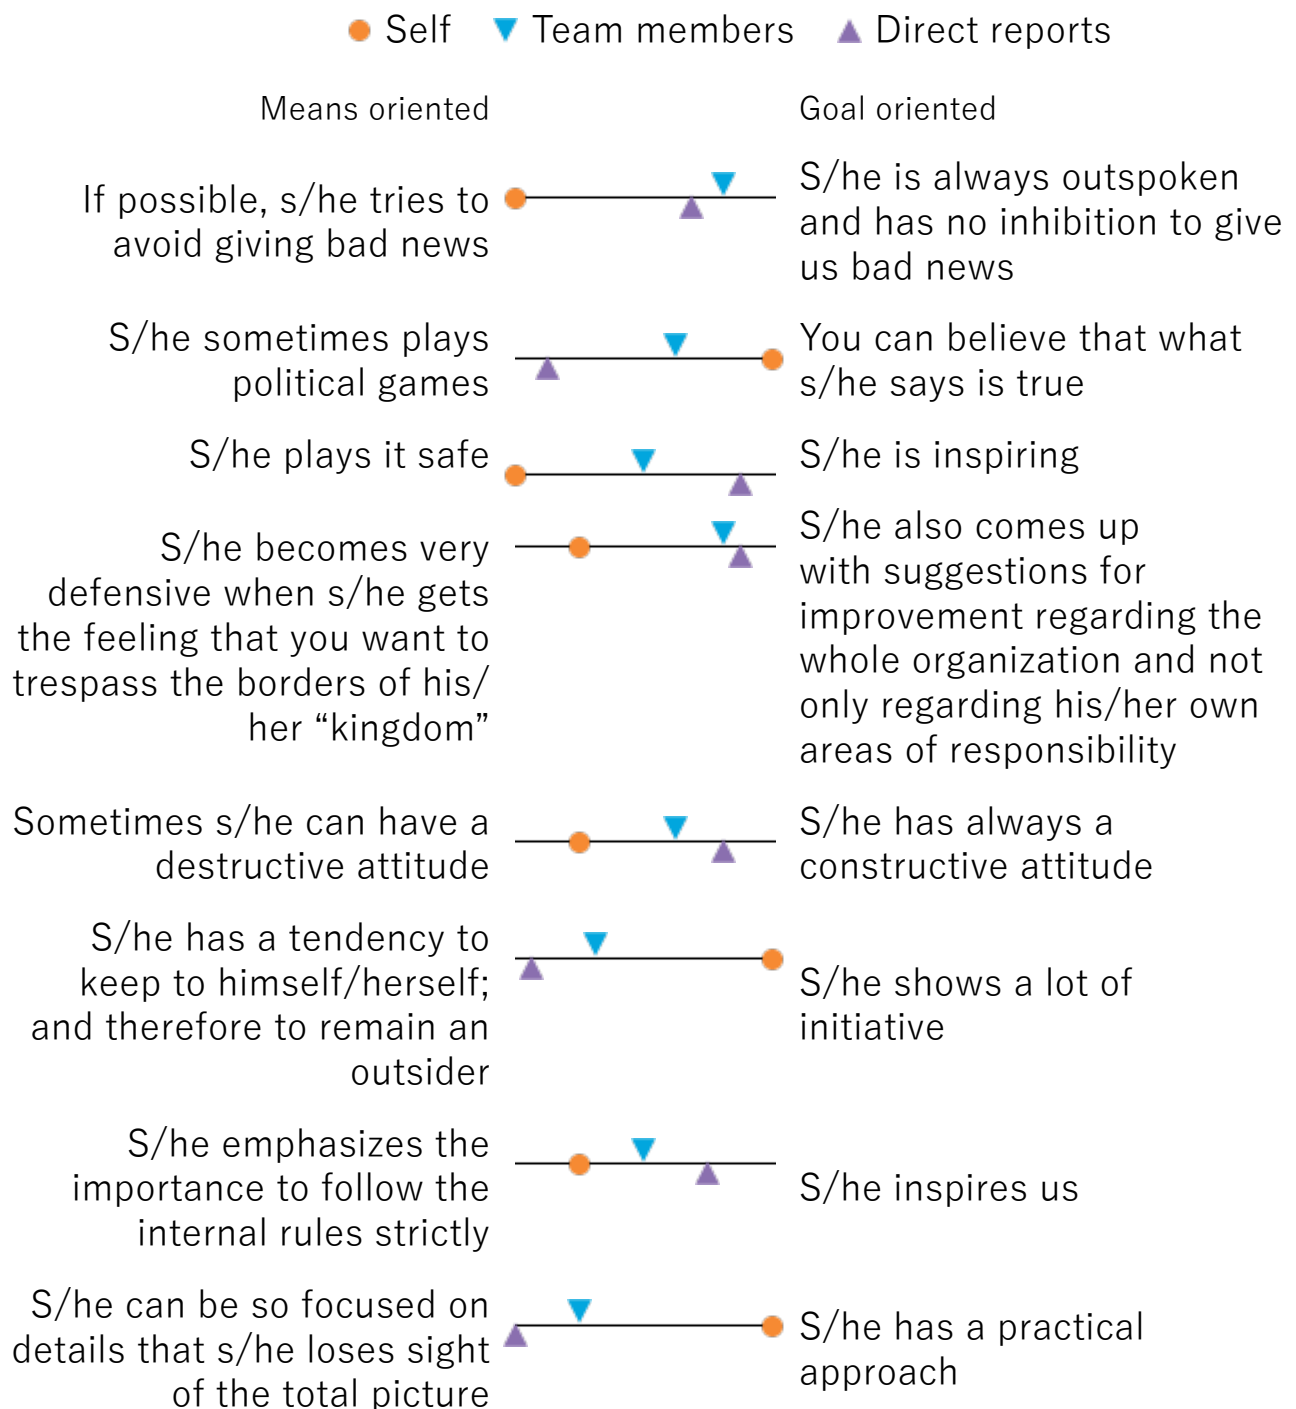 Self Team members Direct reports
Means oriented Goal oriented
If possible, s/he tries to
avoid giving bad news
S/he is always outspoken
and has no inhibition to give
us bad news
S/he sometimes plays
political games
You can believe that what
s/he says is true
S/he plays it safe
S/he is inspiring
S/he becomes very
defensive when s/he gets
the feeling that you want to
trespass the borders of his/
her “kingdom”
S/he also comes up
with suggestions for
improvement regarding the
whole organization and not
only regarding his/her own
areas of responsibility
Sometimes s/he can have a
destructive attitude
S/he has always a
constructive attitude
S/he has a tendency to
keep to himself/herself;
and therefore to remain an
outsider
S/he shows a lot of
initiative
S/he emphasizes the
importance to follow the
internal rules strictly
S/he inspires us
S/he can be so focused on
details that s/he loses sight
of the total picture
S/he has a practical
approach